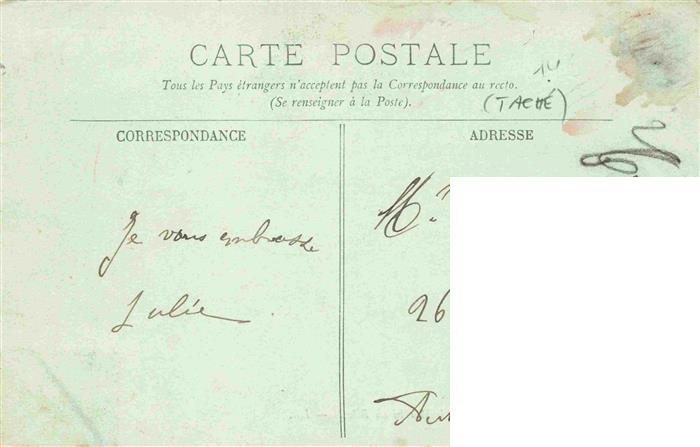 CARTE POSTALE
Tous les Pays étrangers n'acceptent pas la Correspondance au recto.
(Se renseigner à la Poste).
(TACHÉ)
CORRESPONDANCE
ADRESSE
Je vous embrasse
Julie
26